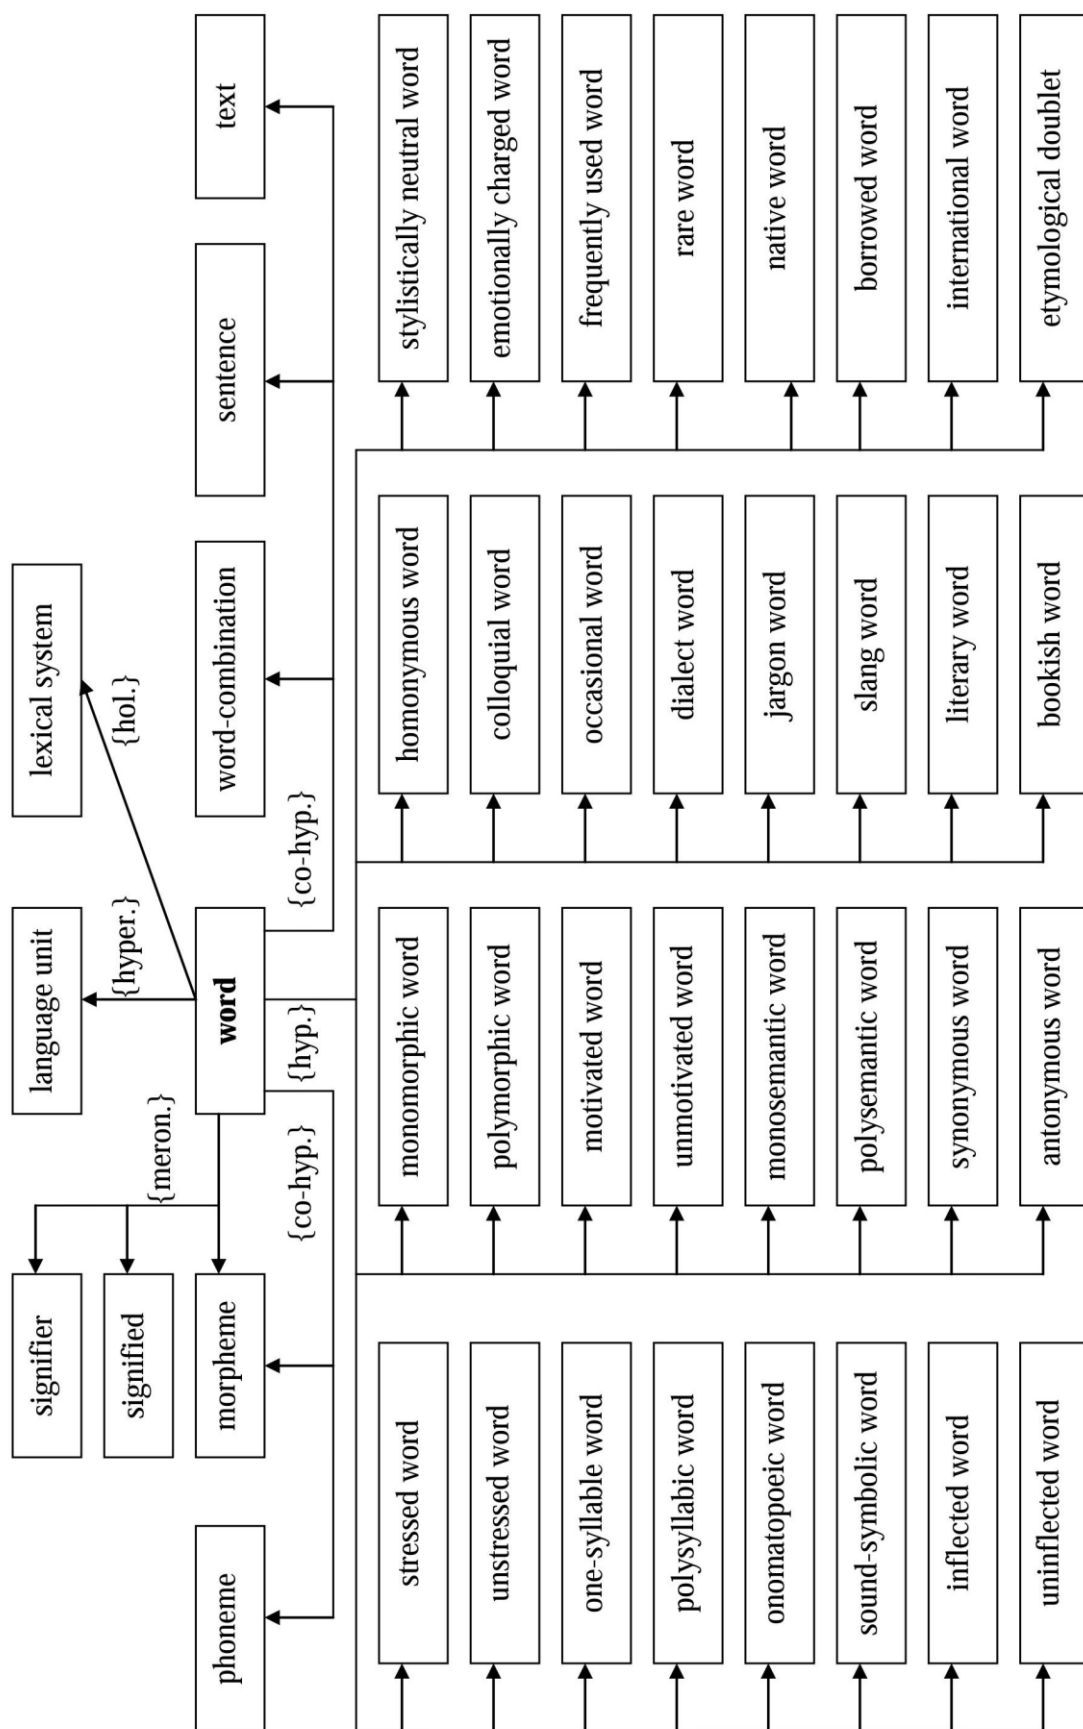 signifier
language unit
lexical system
{meron.}
{hyper.}
{hol.}
signified
phoneme
morpheme
word
word-combination
sentence
text
{co-hyp.}
{hyp.}
{co-hyp.}
stressed word
monomorphic word
homonymous word
stylistically neutral word
unstressed word
polymorphic word
colloquial word
emotionally charged word
one-syllable word
motivated word
occasional word
frequently used word
polysyllabic word
unmotivated word
dialect word
rare word
onomatopoeic word
monosemantic word
jargon word
native word
sound-symbolic word
polysemantic word
slang word
borrowed word
inflected word
synonymous word
literary word
international word
uninflected word
antonymous word
bookish word
etymological doublet